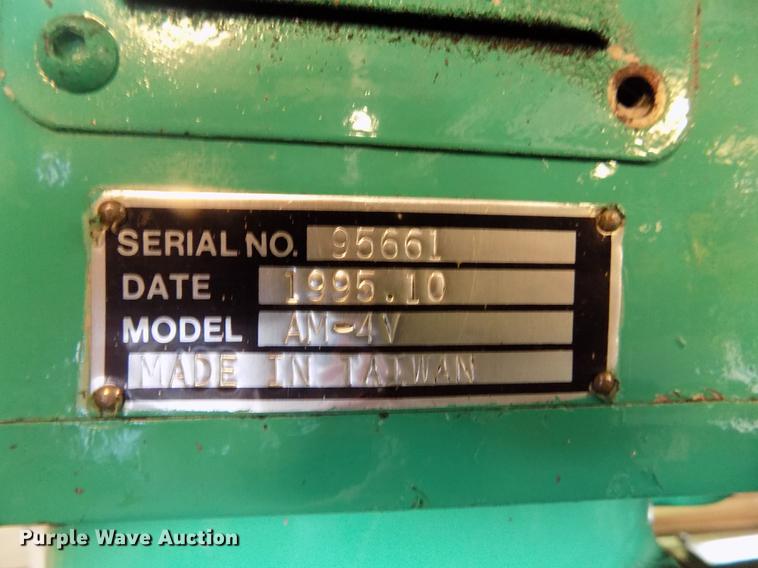 SERIAL NO. 95661
DATE 1995.10
MODEL AM-4V
MADE IN TAIWAN
Purple Wave Auction